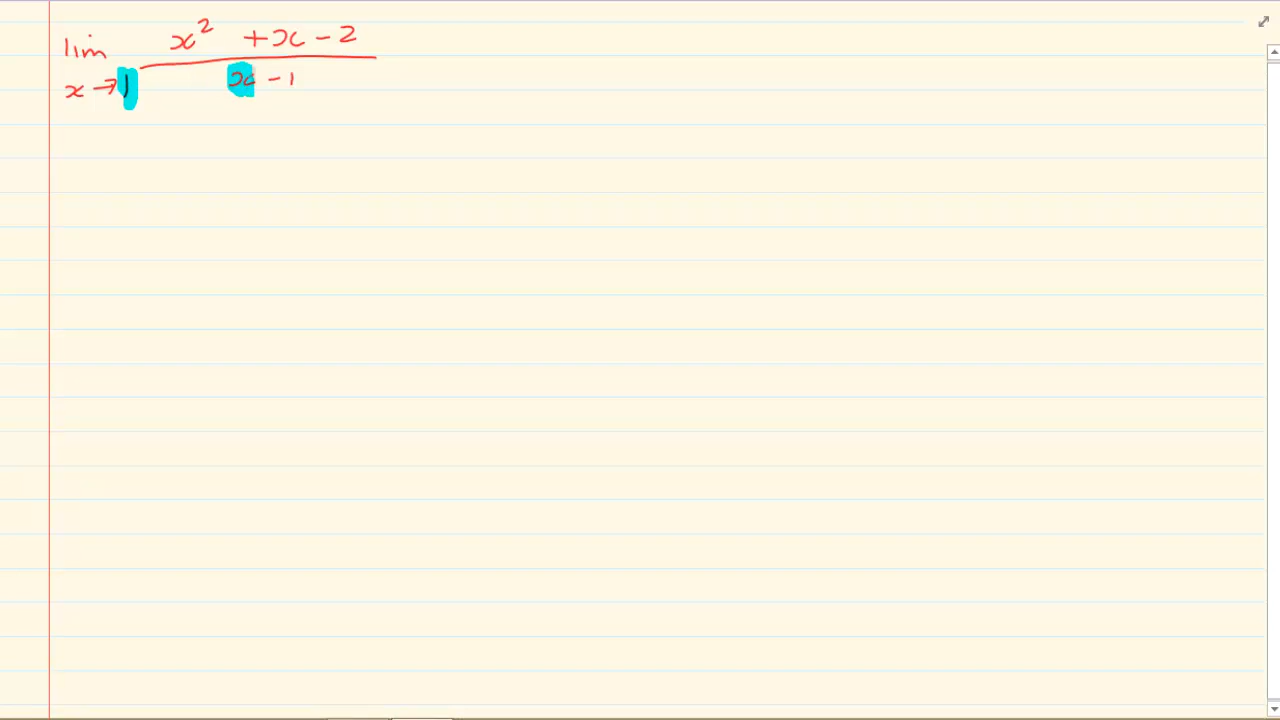 lim x² + x - 2
x → 1 x - 1